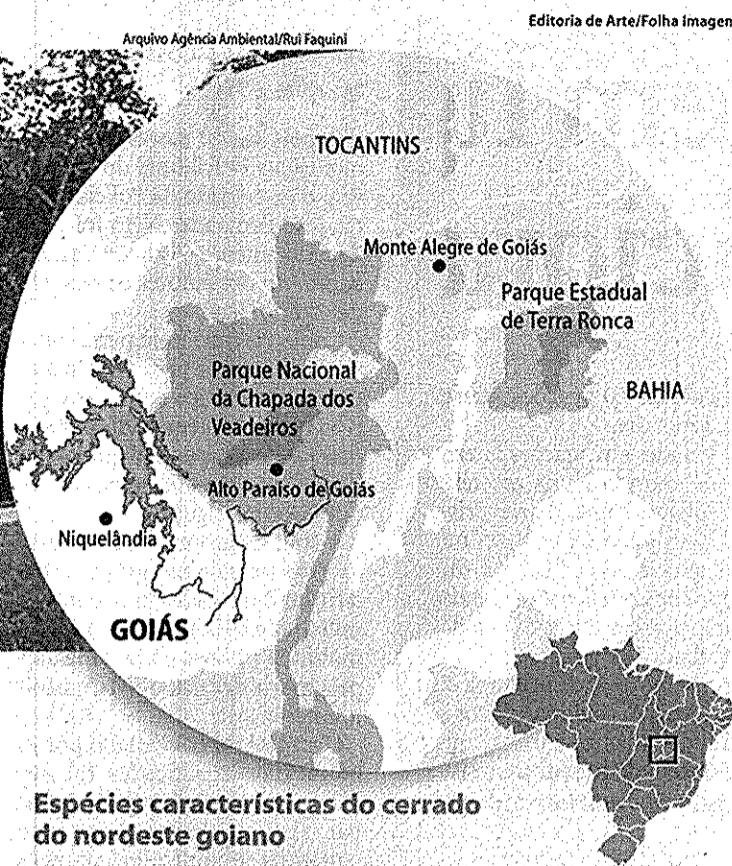 Editoria de Arte/Folha Imagem
Arquivo Agência Ambiental/Rui Faquini
TOCANTINS
Monte Alegre de Goiás
Parque Estadual
de Terra Ronca
Parque Nacional
da Chapada dos
Veadeiros
BAHIA
Alto Paraíso de Goiás
Niquelândia
GOIÁS
Espécies características do cerrado
do nordeste goiano